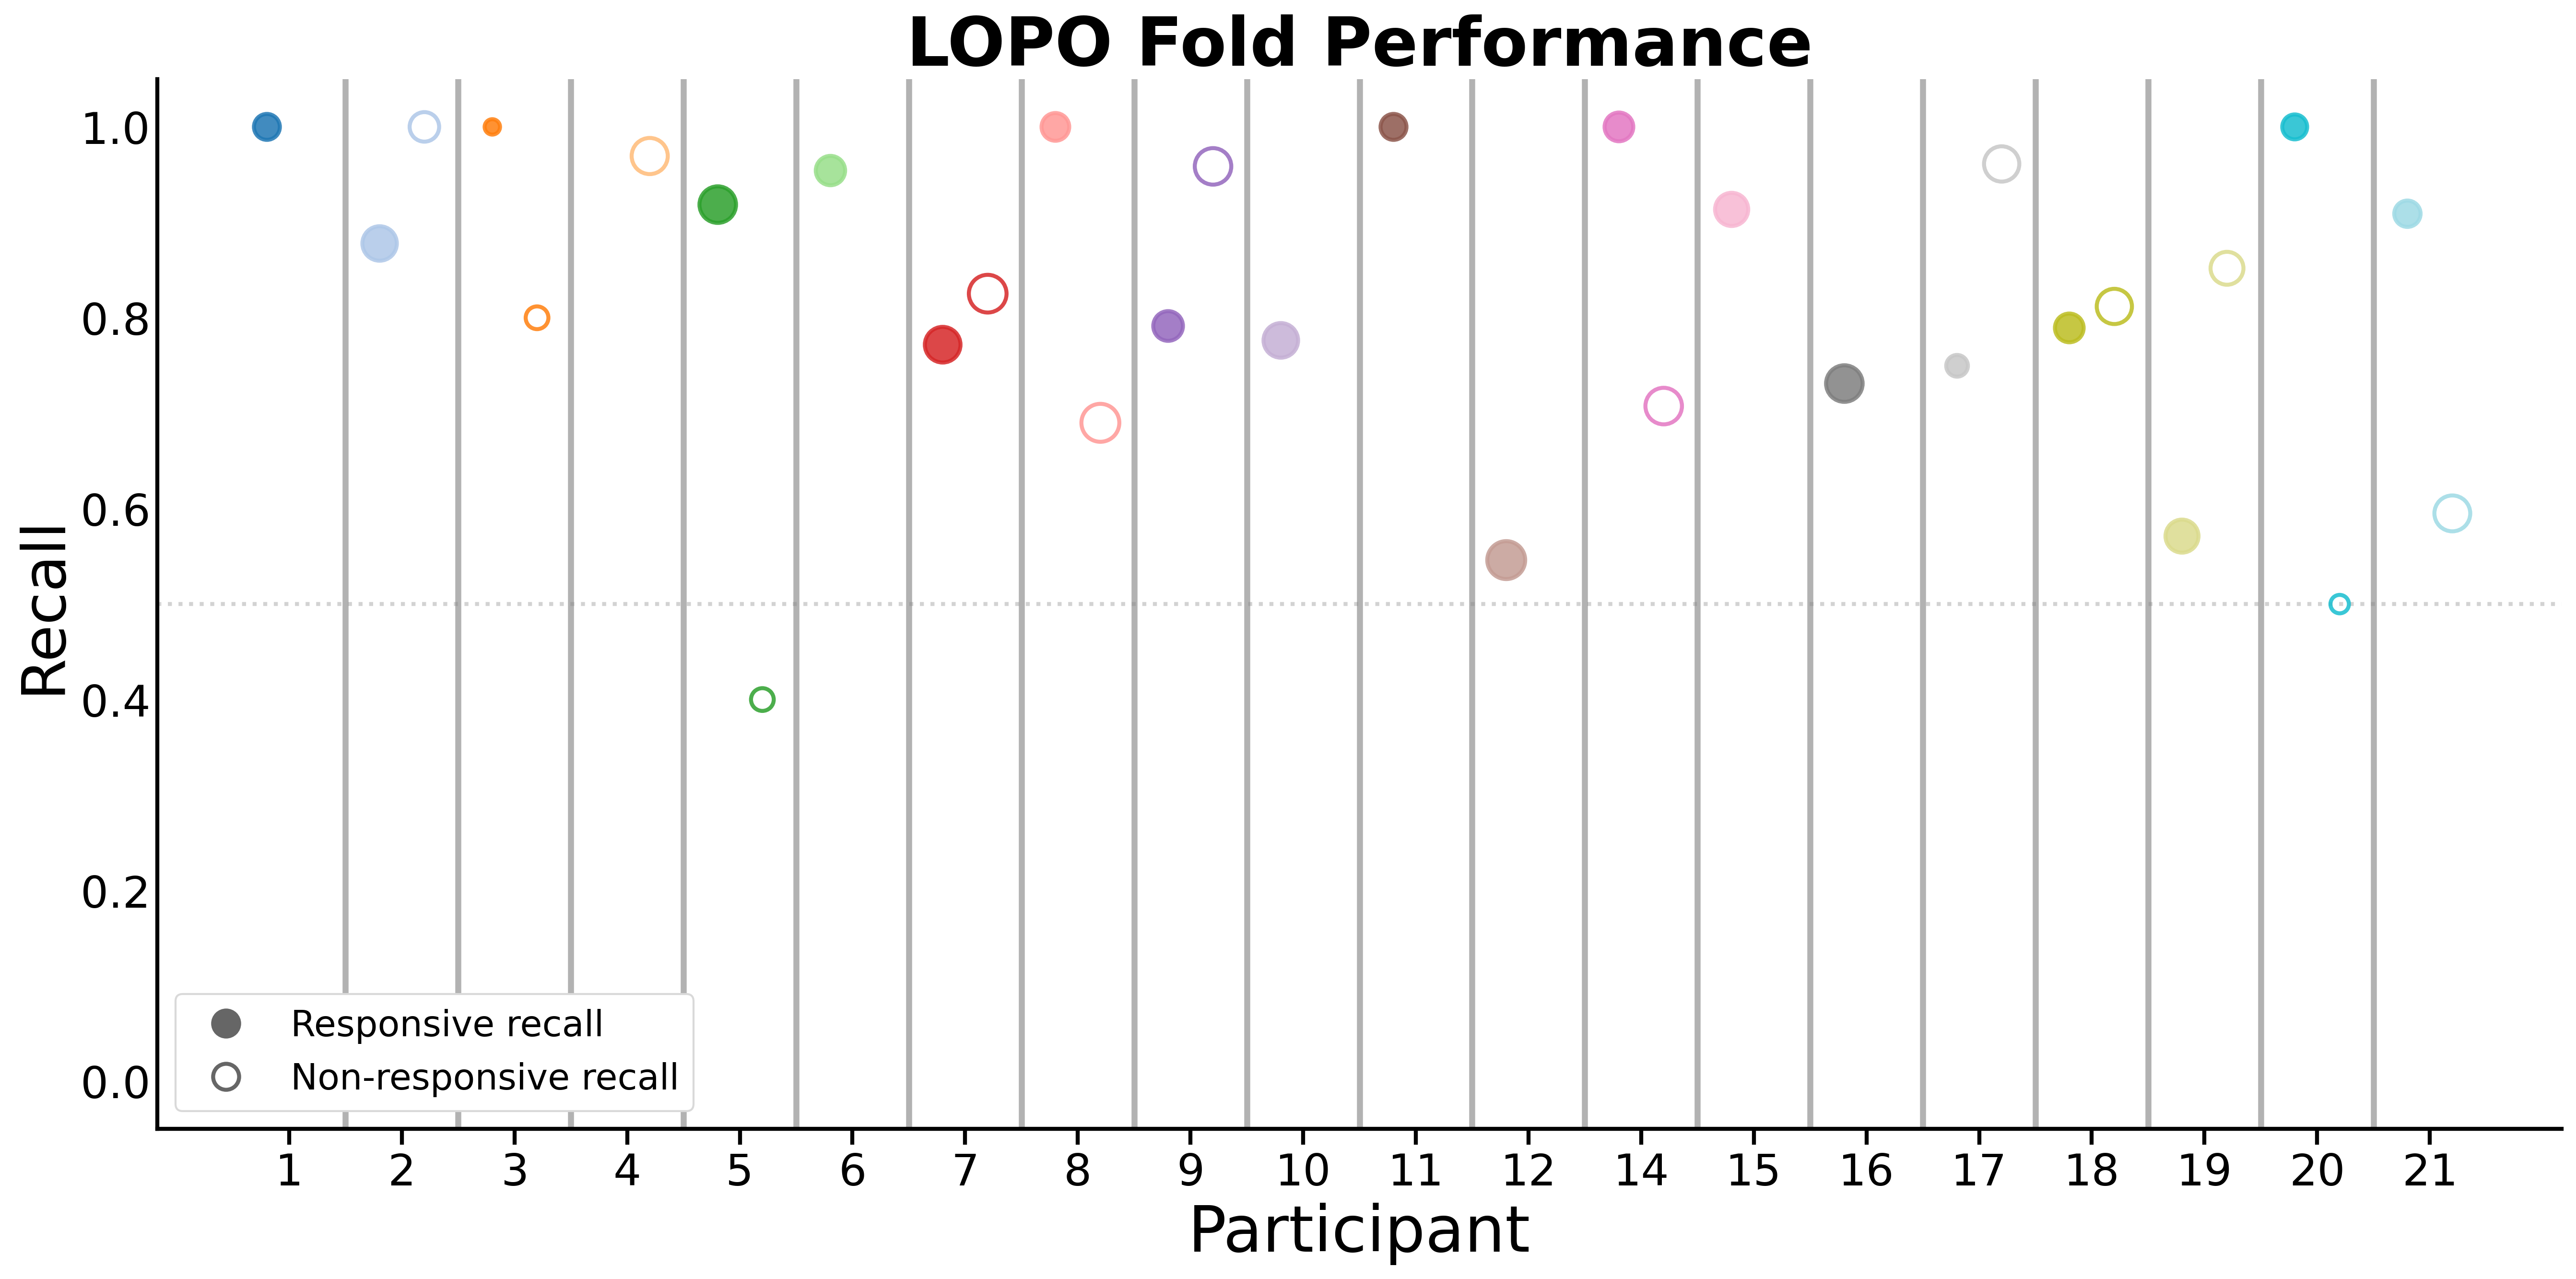 LOPO Fold Performance
Recall
1.0
0.8
0.6
0.4
0.2
0.0
Responsive recall
Non-responsive recall
1 2 3 4 5 6 7 8 9 10 11 12 14 15 16 17 18 19 20 21
Participant